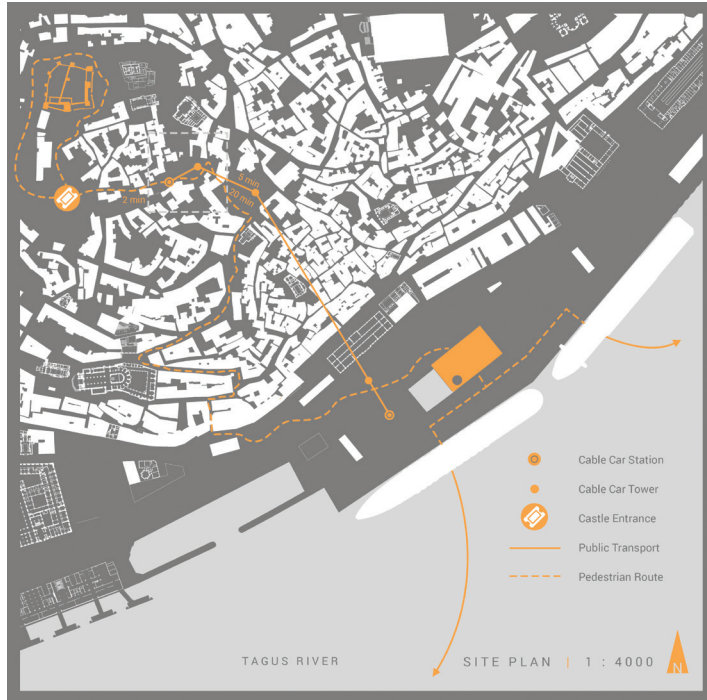 5 min
20 min
2 min
Cable Car Station
Cable Car Tower
Castle Entrance
Public Transport
Pedestrian Route
TAGUS RIVER
SITE PLAN | 1 : 4000
N